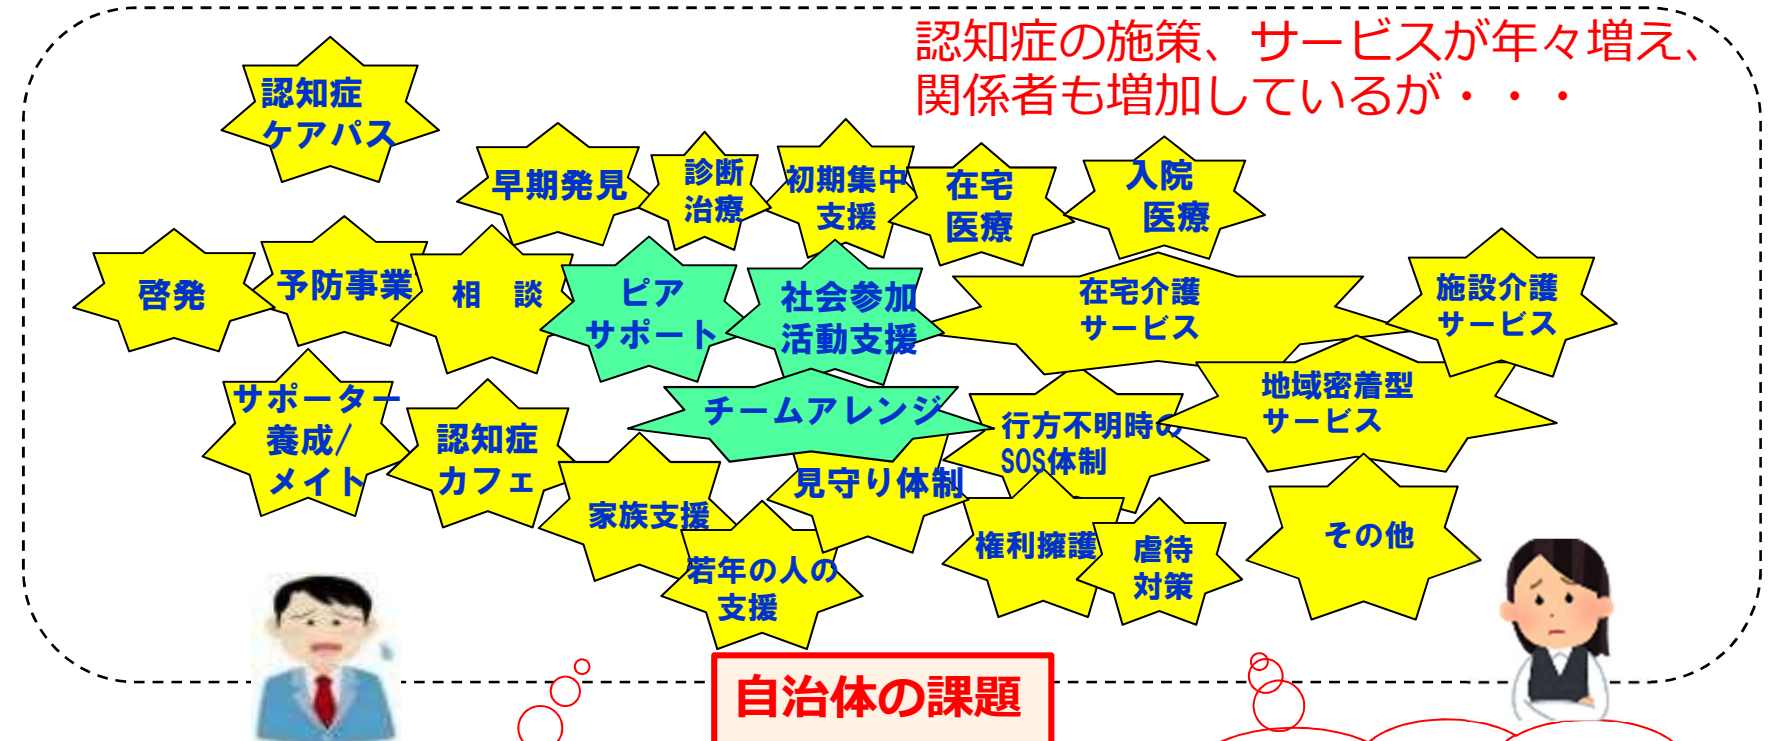 認知症の施策、サービスが年々増え、
関係者も増加しているが・・・
認知症
ケアパス
早期発見
診断
治療
初期集中
支援
在宅
医療
入院
医療
啓発
予防事業
相　談
ピア
サポート
社会参加
活動支援
在宅介護
サービス
施設介護
サービス
サポーター
養成/
メイト
認知症
カフェ
チームアレンジ
行方不明時の
SOS体制
地域密着型
サービス
家族支援
見守り体制
若年の人の
支援
権利擁護
虐待
対策
その他
自治体の課題